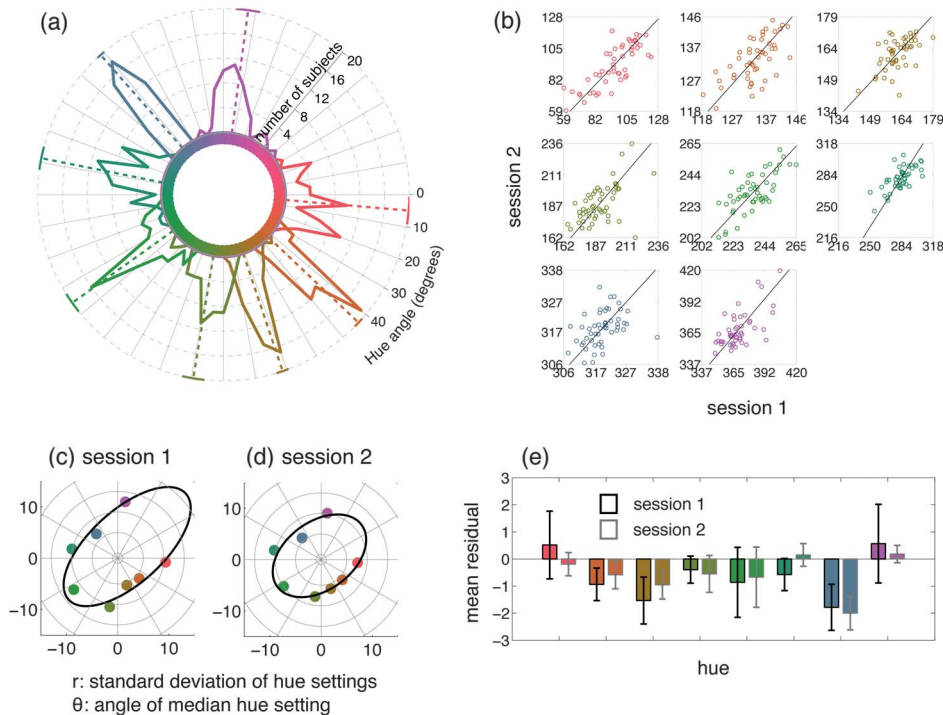 (a)
number of subjects
4
8
12
16
20
0
10
20
30
40
Hue angle (degrees)
(b)
session 2
128
105
82
59
59 82 105 128
146
137
127
118
118 127 137 146
179
164
149
134
134 149 164 179
236
211
187
162
162 187 211 236
265
244
223
202
202 223 244 265
318
284
250
216
216 250 284 318
338
327
317
306
306 317 327 338
420
392
365
337
337 365 392 420
session 1
(c) session 1
10
0
−10
−10 0 10
(d) session 2
10
0
−10
−10 0 10
r: standard deviation of hue settings
θ: angle of median hue setting
(e)
mean residual
3
2
1
0
−1
−2
−3
session 1
session 2
hue